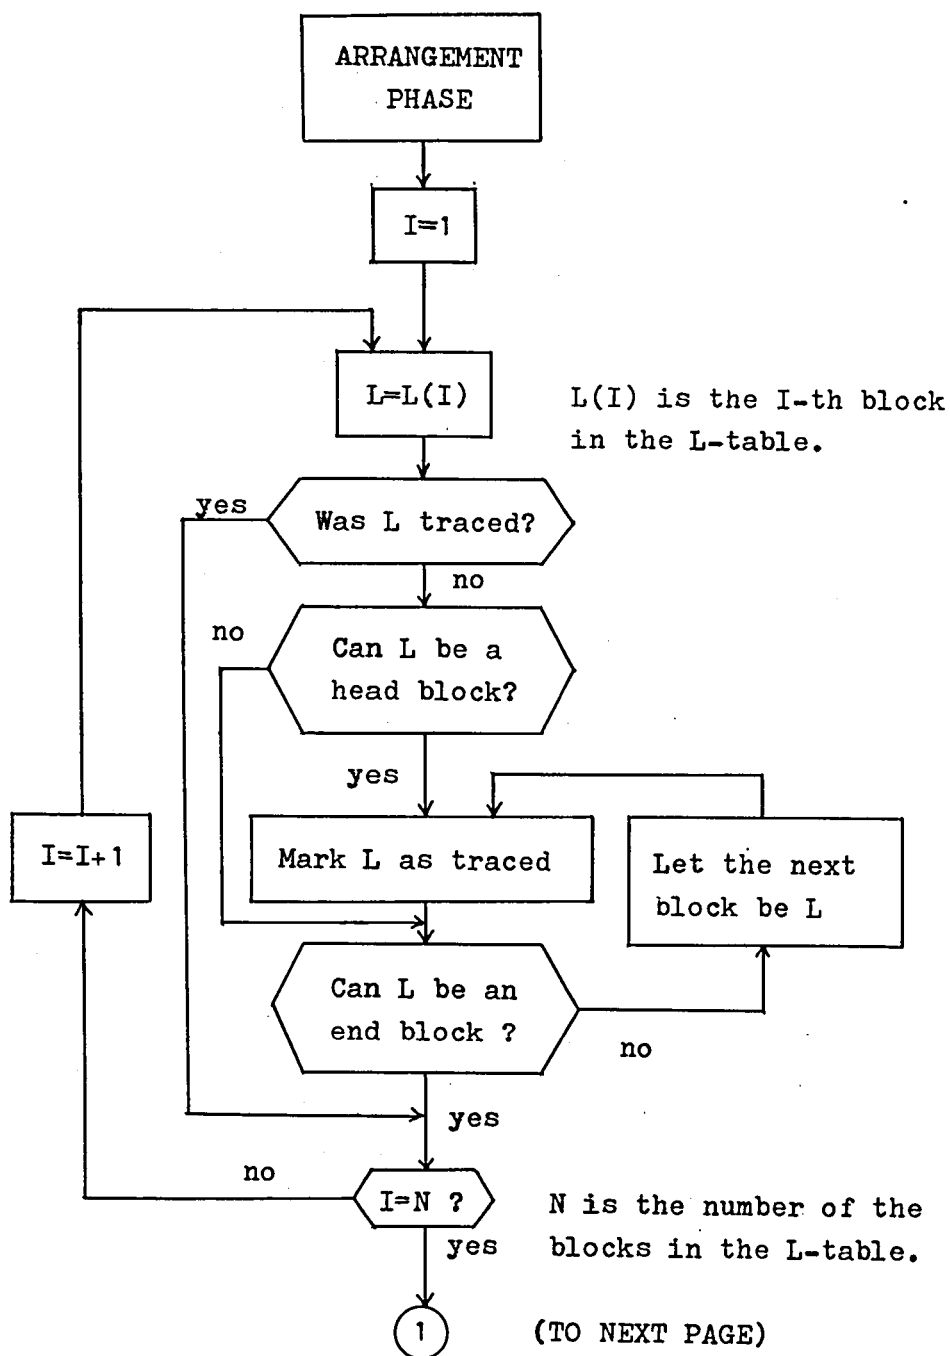 ARRANGEMENT
PHASE
I=1
L=L(I)
L(I) is the I-th block
in the L-table.
yes
Was L traced?
no
no
Can L be a
head block?
yes
I=I+1
Mark L as traced
Let the next
block be L
Can L be an
end block ?
no
yes
no
I=N ?
N is the number of the
blocks in the L-table.
yes
1
(TO NEXT PAGE)